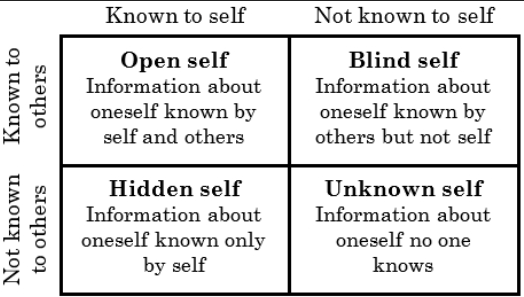 Known to self
Not known to self
Known to
others
Open self
Information about
oneself known by
self and others
Blind self
Information about
oneself known by
others but not self
Not known
to others
Hidden self
Information about
oneself known only
by self
Unknown self
Information about
oneself no one
knows